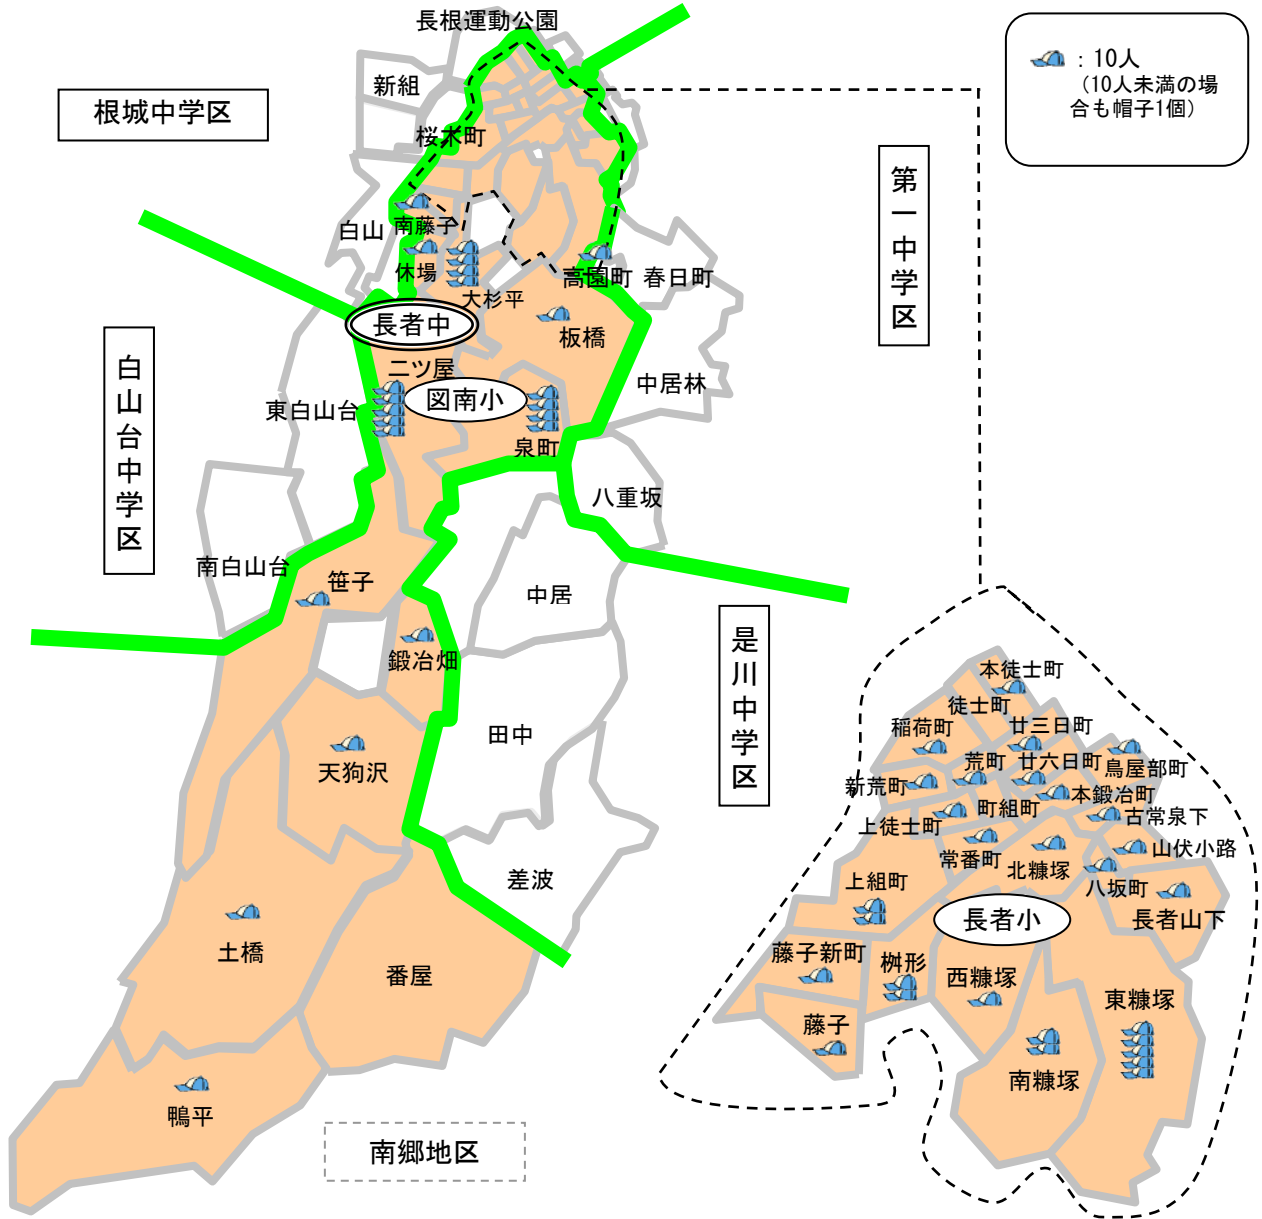 長根運動公園
新組
根城中学区
桜木町
：10人
（10人未満の場
合も帽子1個）
第一中学区
白山
南藤子
休場
大杉平
高園町
春日町
長者中
板橋
二ツ屋
図南小
中居林
白山台中学区
東白山台
泉町
八重坂
南白山台
笹子
中居
鍛冶畑
是川中学区
田中
天狗沢
差波
土橋
番屋
鴨平
南郷地区
本徒士町
徒士町
稲荷町
廿三日町
荒町
廿六日町
鳥屋部町
新荒町
本鍛冶町
町組町
古常泉下
上徒士町
常番町
山伏小路
北糠塚
八坂町
上組町
長者小
長者山下
藤子新町
桝形
西糠塚
東糠塚
藤子
南糠塚